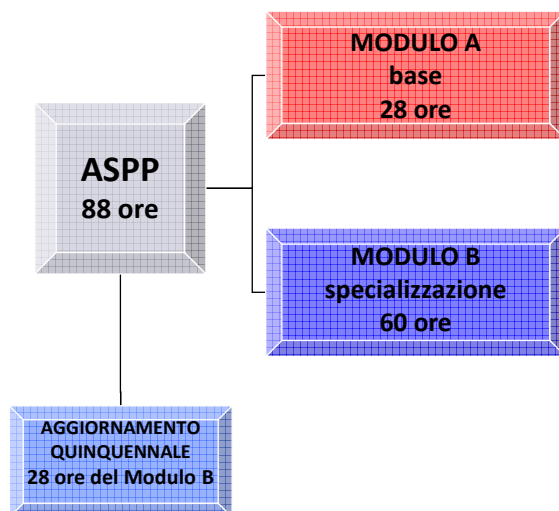 MODULO A
base
28 ore
ASPP
88 ore
MODULO B
specializzazione
60 ore
AGGIORNAMENTO
QUINQUENNALE
28 ore del Modulo B